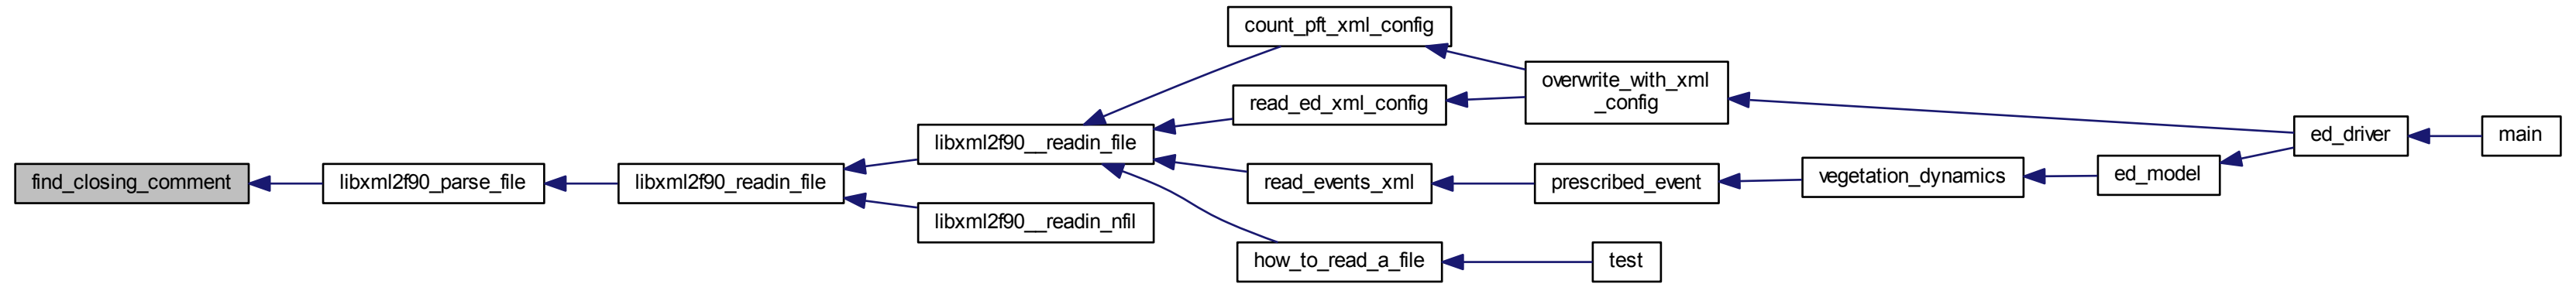 count_pft_xml_config
overwrite_with_xml
_config
read_ed_xml_config
libxml2f90__readin_file
ed_driver
main
find_closing_comment
libxml2f90_parse_file
libxml2f90_readin_file
read_events_xml
prescribed_event
vegetation_dynamics
ed_model
libxml2f90__readin_nfil
how_to_read_a_file
test